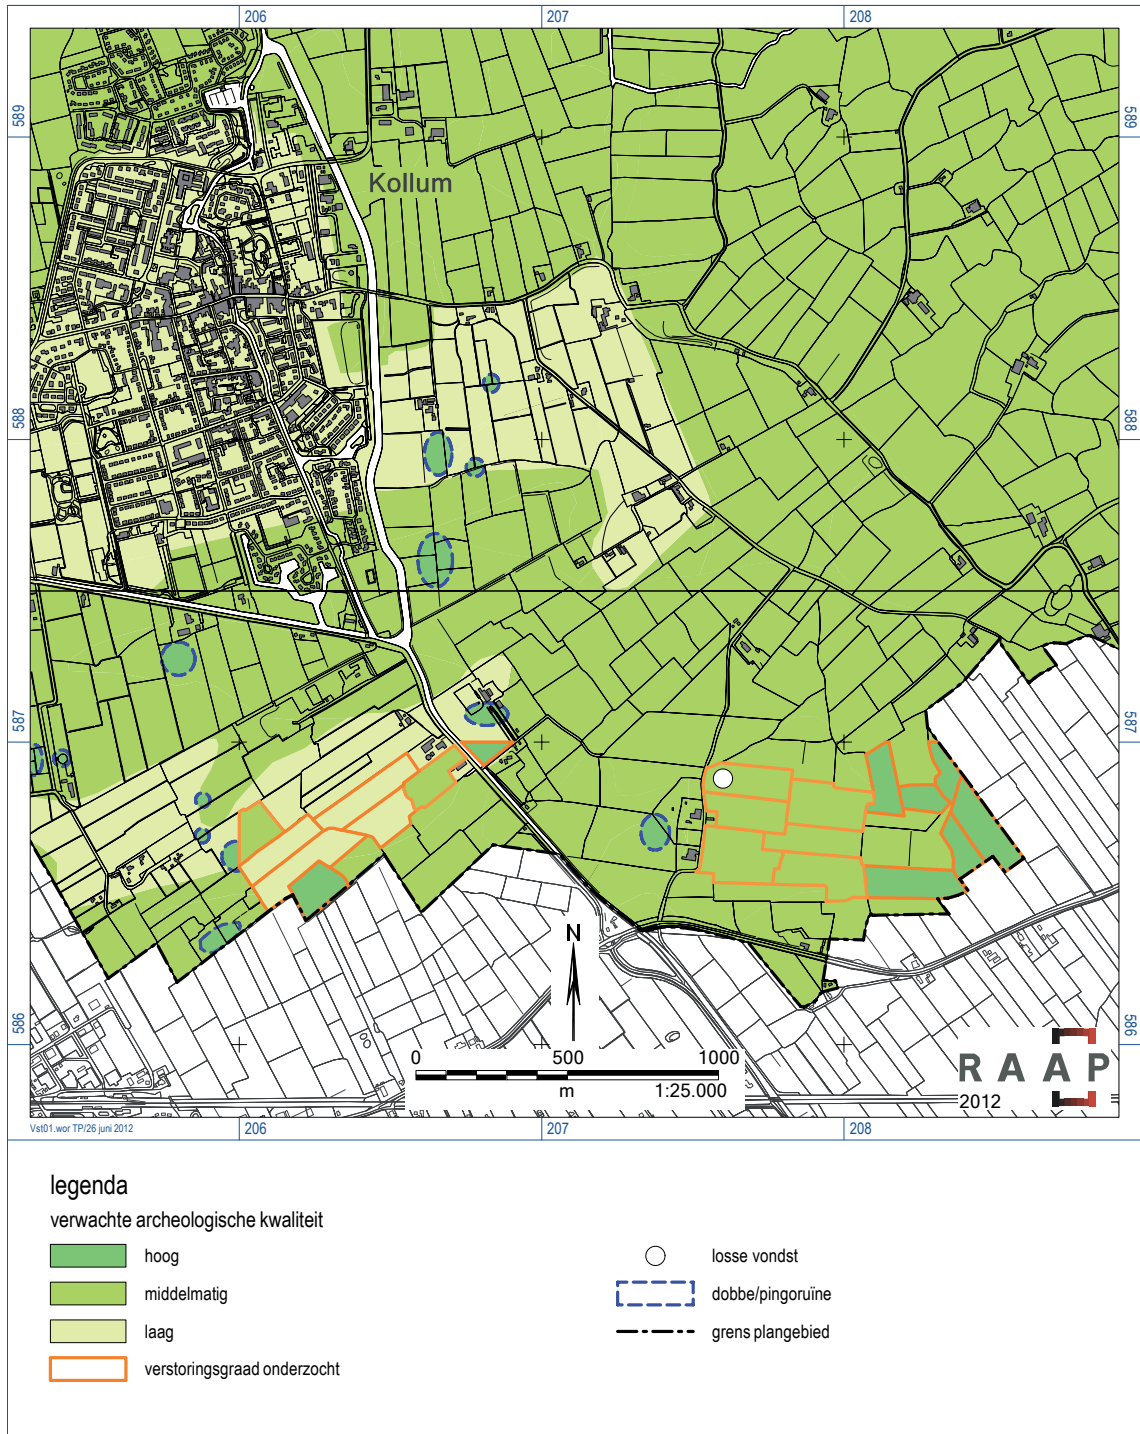 206 207 208
589 589
Kollum
588 588
587 587
586 586
N
0 500 1000
m 1:25.000
RAAP
2012
Vst01.wor TP/26 juni 2012
206 207 208
legenda
verwachte archeologische kwaliteit
hoog
middelmatig
laag
verstoringsgraad onderzocht
losse vondst
dobbe/pingoruïne
grens plangebied